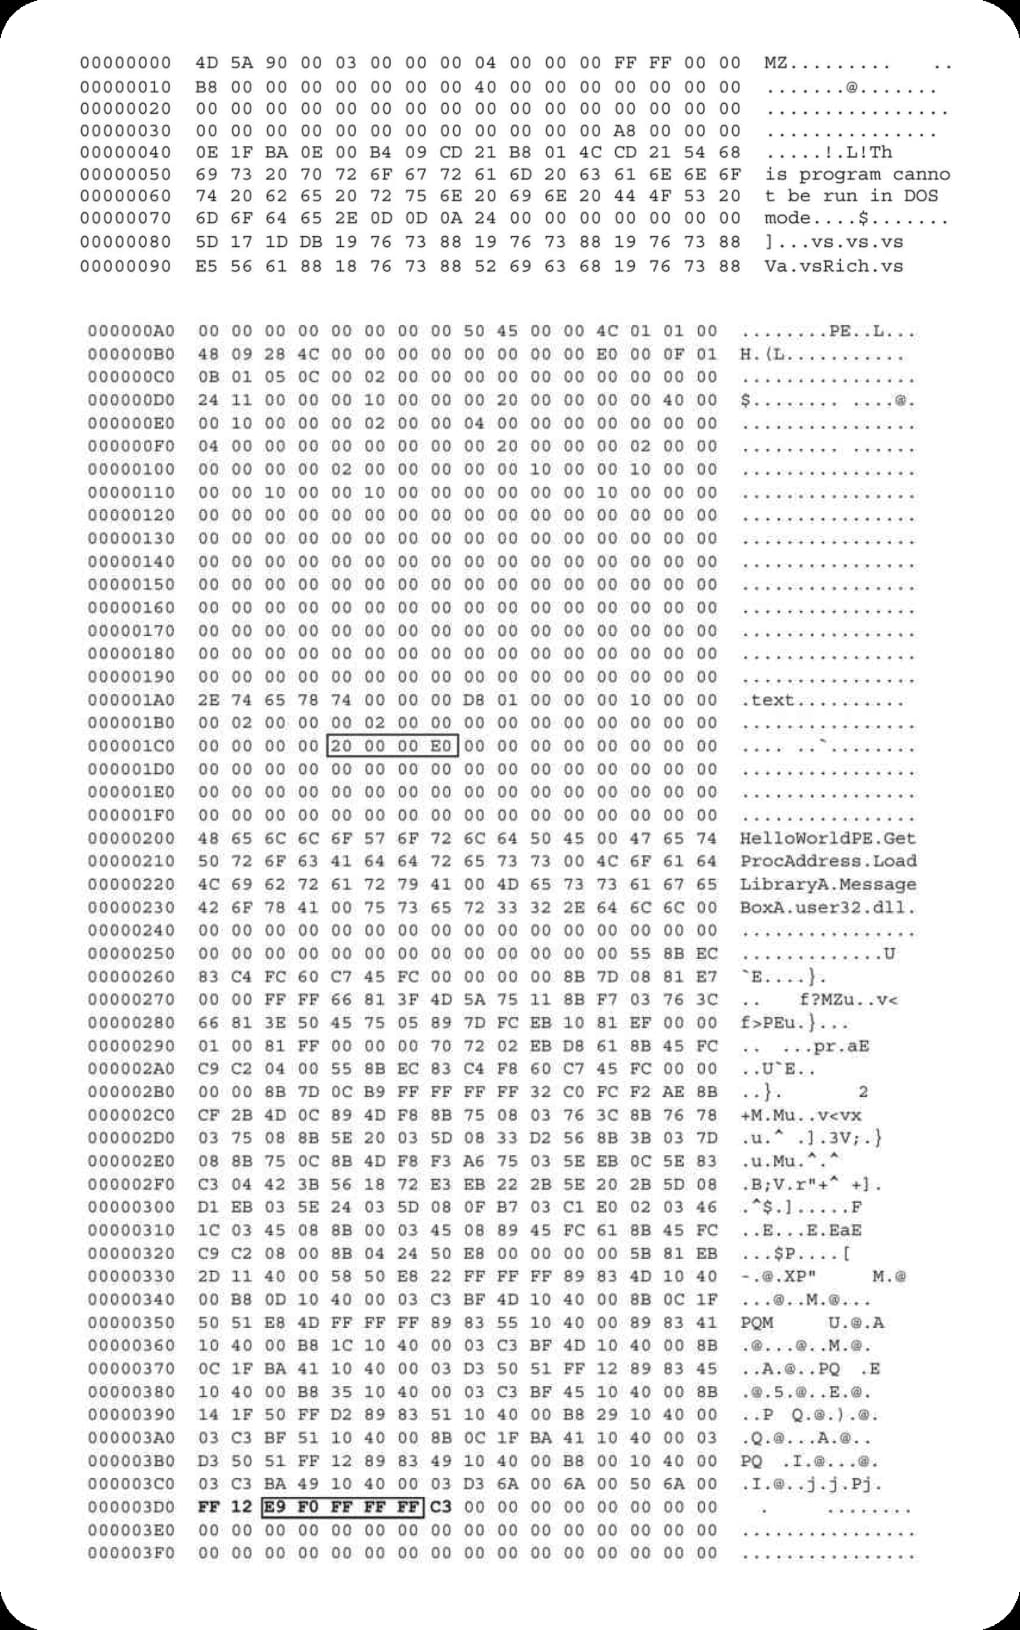 00000000 4D 5A 90 00 03 00 00 00 04 00 00 00 FF FF 00 00 MZ......... ..
00000010 B8 00 00 00 00 00 00 00 40 00 00 00 00 00 00 00 .......@.......
00000020 00 00 00 00 00 00 00 00 00 00 00 00 00 00 00 00 ................
00000030 00 00 00 00 00 00 00 00 00 00 00 00 A8 00 00 00 ...............
00000040 0E 1F BA 0E 00 B4 09 CD 21 B8 01 4C CD 21 54 68 .....!.L!Th
00000050 69 73 20 70 72 6F 67 72 61 6D 20 63 61 6E 6E 6F is program canno
00000060 74 20 62 65 20 72 75 6E 20 69 6E 20 44 4F 53 20 t be run in DOS
00000070 6D 6F 64 65 2E 0D 0D 0A 24 00 00 00 00 00 00 00 mode....$.......
00000080 5D 17 1D DB 19 76 73 88 19 76 73 88 19 76 73 88 ]...vs.vs.vs
00000090 E5 56 61 88 18 76 73 88 52 69 63 68 19 76 73 88 Va.vsRich.vs
000000A0 00 00 00 00 00 00 00 00 50 45 00 00 4C 01 01 00 ........PE..L...
000000B0 48 09 28 4C 00 00 00 00 00 00 00 00 E0 00 0F 01 H.(L...........
000000C0 0B 01 05 0C 00 02 00 00 00 00 00 00 00 00 00 00 ................
000000D0 24 11 00 00 00 10 00 00 00 20 00 00 00 00 40 00 $........ ....@.
000000E0 00 10 00 00 00 02 00 00 04 00 00 00 00 00 00 00 ................
000000F0 04 00 00 00 00 00 00 00 00 20 00 00 00 02 00 00 ......... ......
00000100 00 00 00 00 02 00 00 00 00 00 10 00 00 10 00 00 ................
00000110 00 00 10 00 00 10 00 00 00 00 00 00 10 00 00 00 ................
00000120 00 00 00 00 00 00 00 00 00 00 00 00 00 00 00 00 ................
00000130 00 00 00 00 00 00 00 00 00 00 00 00 00 00 00 00 ................
00000140 00 00 00 00 00 00 00 00 00 00 00 00 00 00 00 00 ................
00000150 00 00 00 00 00 00 00 00 00 00 00 00 00 00 00 00 ................
00000160 00 00 00 00 00 00 00 00 00 00 00 00 00 00 00 00 ................
00000170 00 00 00 00 00 00 00 00 00 00 00 00 00 00 00 00 ................
00000180 00 00 00 00 00 00 00 00 00 00 00 00 00 00 00 00 ................
00000190 00 00 00 00 00 00 00 00 00 00 00 00 00 00 00 00 ................
000001A0 2E 74 65 78 74 00 00 00 D8 01 00 00 00 10 00 00 .text..........
000001B0 00 02 00 00 00 02 00 00 00 00 00 00 00 00 00 00 ................
000001C0 00 00 00 00 20 00 00 E0 00 00 00 00 00 00 00 00 .... ..`........
000001D0 00 00 00 00 00 00 00 00 00 00 00 00 00 00 00 00 ................
000001E0 00 00 00 00 00 00 00 00 00 00 00 00 00 00 00 00 ................
000001F0 00 00 00 00 00 00 00 00 00 00 00 00 00 00 00 00 ................
00000200 48 65 6C 6C 6F 57 6F 72 6C 64 50 45 00 47 65 74 HelloWorldPE.Get
00000210 50 72 6F 63 41 64 64 72 65 73 73 00 4C 6F 61 64 ProcAddress.Load
00000220 4C 69 62 72 61 72 79 41 00 4D 65 73 73 61 67 65 LibraryA.Message
00000230 42 6F 78 41 00 75 73 65 72 33 32 2E 64 6C 6C 00 BoxA.user32.dll.
00000240 00 00 00 00 00 00 00 00 00 00 00 00 00 00 00 00 ................
00000250 00 00 00 00 00 00 00 00 00 00 00 00 00 55 8B EC .............U
00000260 83 C4 FC 60 C7 45 FC 00 00 00 00 8B 7D 08 81 E7 `E....}.
00000270 00 00 FF FF 66 81 3F 4D 5A 75 11 8B F7 03 76 3C .. f?MZu..v<
00000280 66 81 3E 50 45 75 05 89 7D FC EB 10 81 EF 00 00 f>PEu.}...
00000290 01 00 81 FF 00 00 00 70 72 02 EB D8 61 8B 45 FC .. ...pr.aE
000002A0 C9 C2 04 00 55 8B EC 83 C4 F8 60 C7 45 FC 00 00 ..U`E..
000002B0 00 00 8B 7D 0C B9 FF FF FF FF 32 C0 FC F2 AE 8B ..}. 2
000002C0 CF 2B 4D 0C 89 4D F8 8B 75 08 03 76 3C 8B 76 78 +M.Mu..v<vx
000002D0 03 75 08 8B 5E 20 03 5D 08 33 D2 56 8B 3B 03 7D .u.^ .].3V;.}
000002E0 08 8B 75 0C 8B 4D F8 F3 A6 75 03 5E EB 0C 5E 83 .u.Mu.^.^
000002F0 C3 04 42 3B 56 18 72 E3 EB 22 2B 5E 20 2B 5D 08 .B;V.r"+^ +].
00000300 D1 EB 03 5E 24 03 5D 08 0F B7 03 C1 E0 02 03 46 .^$.].....F
00000310 1C 03 45 08 8B 00 03 45 08 89 45 FC 61 8B 45 FC ..E...E.EaE
00000320 C9 C2 08 00 8B 04 24 50 E8 00 00 00 00 5B 81 EB ...$P....[
00000330 2D 11 40 00 58 50 E8 22 FF FF FF 89 83 4D 10 40 -.@.XP" M.@
00000340 00 B8 0D 10 40 00 03 C3 BF 4D 10 40 00 8B 0C 1F ...@..M.@...
00000350 50 51 E8 4D FF FF FF 89 83 55 10 40 00 89 83 41 PQM U.@.A
00000360 10 40 00 B8 1C 10 40 00 03 C3 BF 4D 10 40 00 8B .@...@..M.@.
00000370 0C 1F BA 41 10 40 00 03 D3 50 51 FF 12 89 83 45 ..A.@..PQ .E
00000380 10 40 00 B8 35 10 40 00 03 C3 BF 45 10 40 00 8B .@.5.@..E.@.
00000390 14 1F 50 FF D2 89 83 51 10 40 00 B8 29 10 40 00 ..P Q.@.).@.
000003A0 03 C3 BF 51 10 40 00 8B 0C 1F BA 41 10 40 00 03 .Q.@...A.@..
000003B0 D3 50 51 FF 12 89 83 49 10 40 00 B8 00 10 40 00 PQ .I.@...@.
000003C0 03 C3 BA 49 10 40 00 03 D3 6A 00 6A 00 50 6A 00 .I.@..j.j.Pj.
000003D0 FF 12 E9 F0 FF FF FF C3 00 00 00 00 00 00 00 00 . ........
000003E0 00 00 00 00 00 00 00 00 00 00 00 00 00 00 00 00 ................
000003F0 00 00 00 00 00 00 00 00 00 00 00 00 00 00 00 00 ................